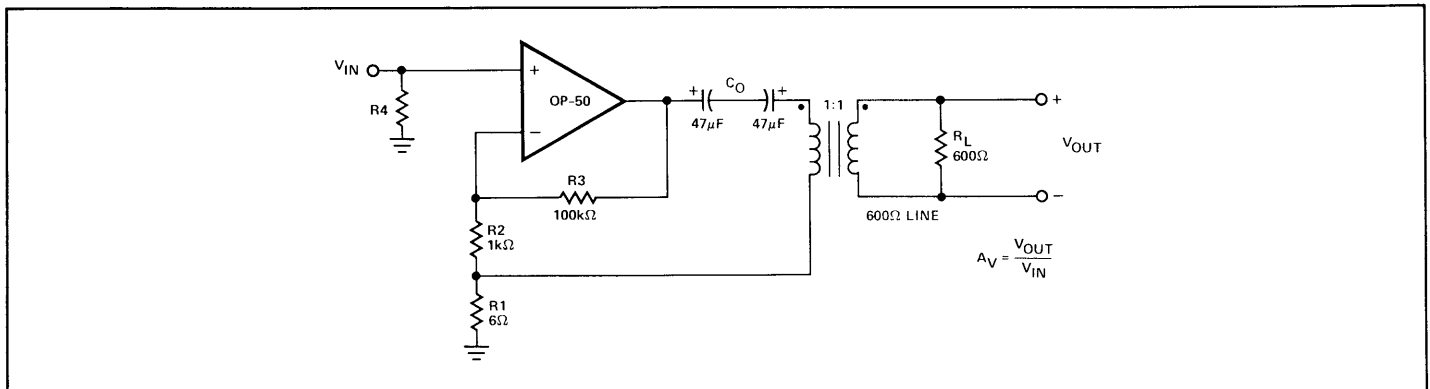 V_IN
R4
+
OP-50
−
R3
100kΩ
R2
1kΩ
R1
6Ω
+ C_O +
47μF 47μF
1:1
R_L
600Ω
600Ω LINE
+
V_OUT
−
A_V = V_OUT / V_IN